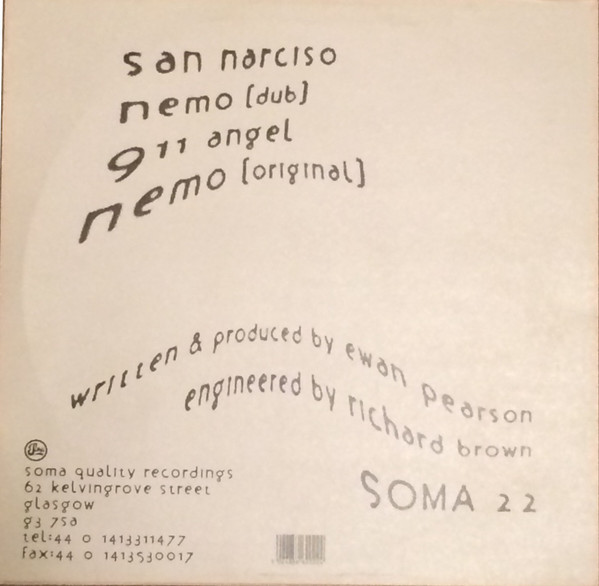 san narciso
nemo [dub]
911 angel
nemo [original]
written & produced by ewan pearson
engineered by richard brown
soma quality recordings
62 kelvingrove street
glasgow
g3 7sa
tel:44 0 1413311477
fax:44 0 1413530017
SOMA 22